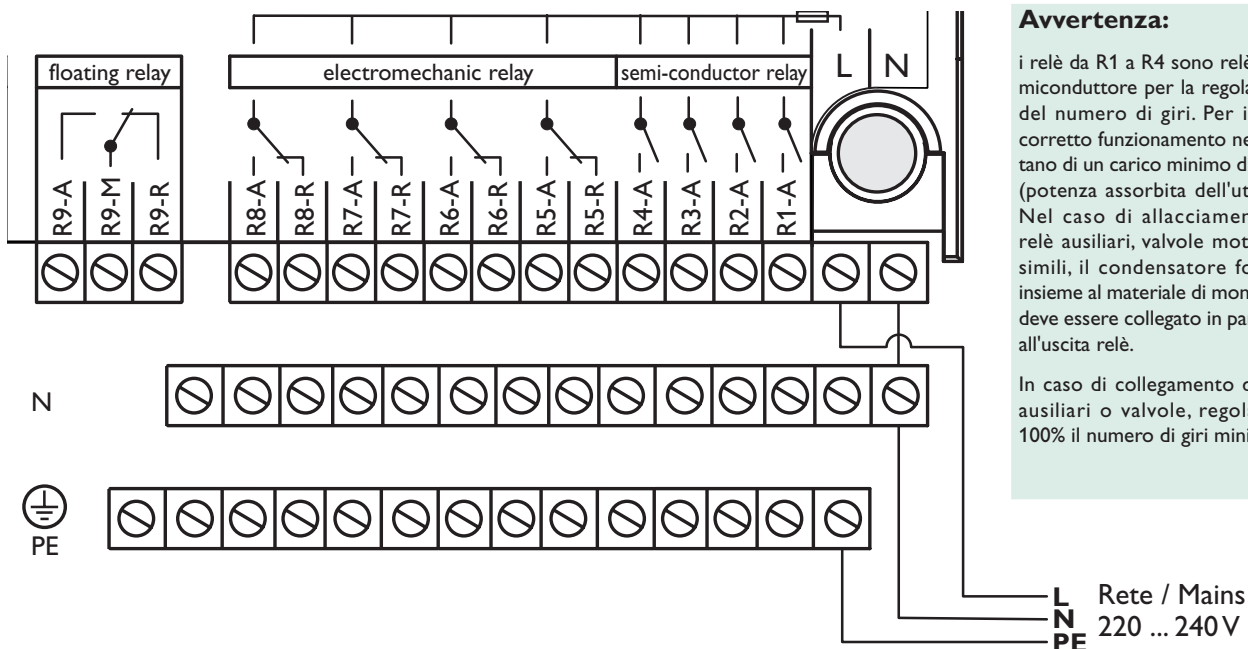 floating relay
electromechanic relay
semi-conductor relay
L N
R9-A
R9-M
R9-R
R8-A
R8-R
R7-A
R7-R
R6-A
R6-R
R5-A
R5-R
R4-A
R3-A
R2-A
R1-A
N
PE
L Rete / Mains
N 220 ... 240 V
PE
Avvertenza:
i relè da R1 a R4 sono relè
miconduttore per la regola
del numero di giri. Per i
corretto funzionamento ne
tano di un carico minimo d
(potenza assorbita dell'ut
Nel caso di allacciamen
relè ausiliari, valvole mot
simili, il condensatore fo
insieme al materiale di mon
deve essere collegato in pa
all'uscita relè.
In caso di collegamento
ausiliari o valvole, regol
100% il numero di giri mini